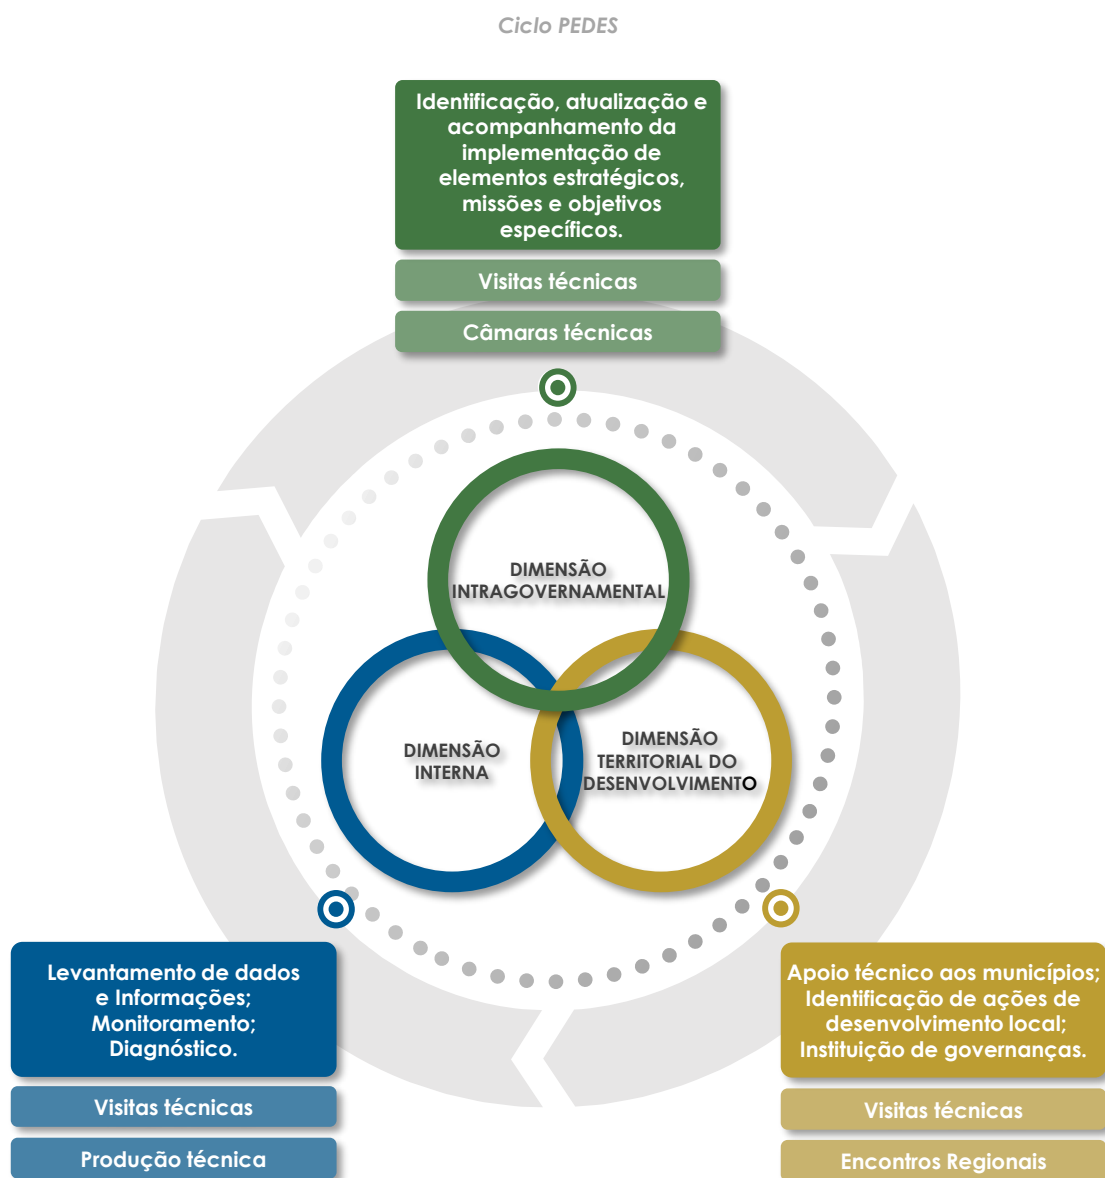 Ciclo PEDES
Identificação, atualização e
acompanhamento da
implementação de
elementos estratégicos,
missões e objetivos
específicos.
Visitas técnicas
Câmaras técnicas
DIMENSÃO
INTRAGOVERNAMENTAL
DIMENSÃO
INTERNA
DIMENSÃO
TERRITORIAL DO
DESENVOLVIMENTO
Levantamento de dados
e Informações;
Monitoramento;
Diagnóstico.
Visitas técnicas
Produção técnica
Apoio técnico aos municípios;
Identificação de ações de
desenvolvimento local;
Instituição de governanças.
Visitas técnicas
Encontros Regionais